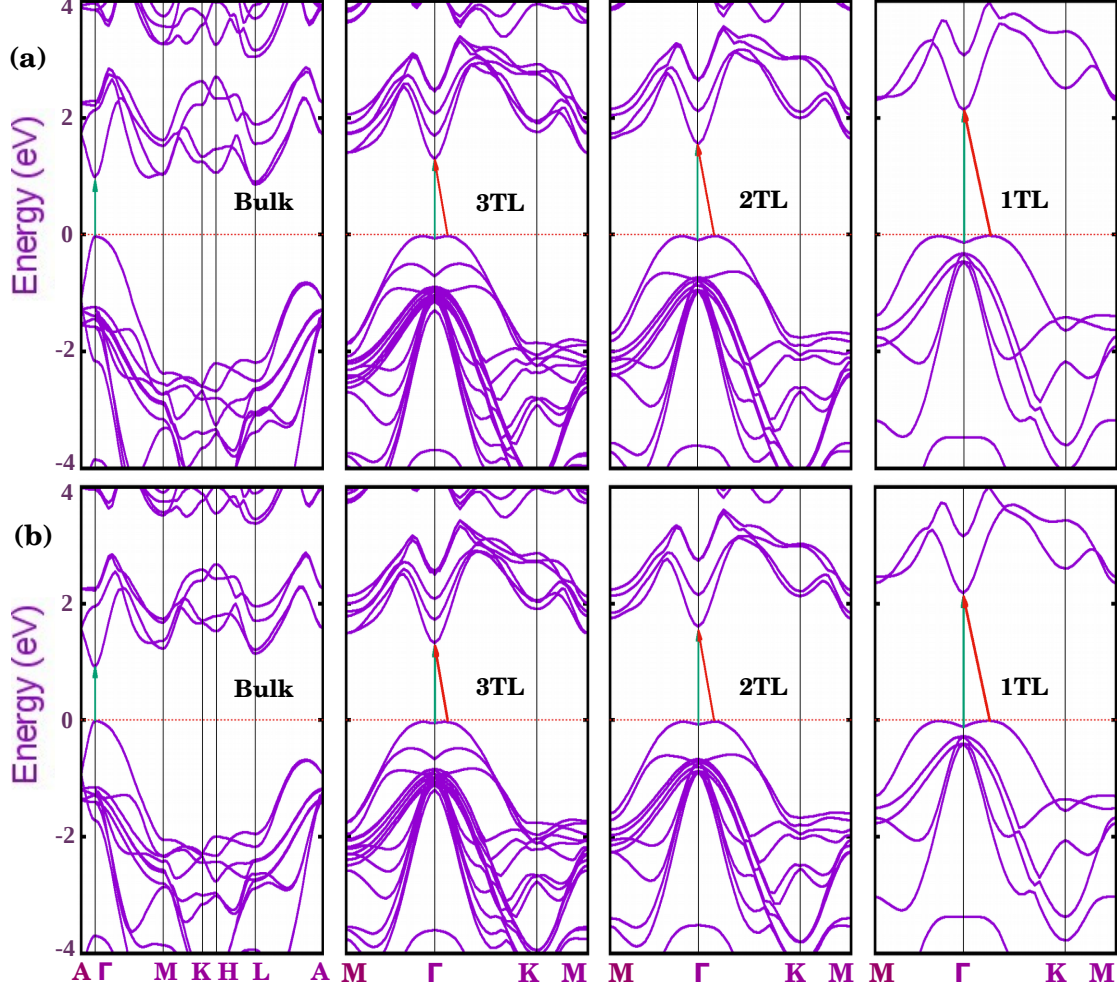 (a)
Energy (eV)
4
2
0
-2
-4
Bulk
3TL
2TL
1TL
(b)
Energy (eV)
4
2
0
-2
-4
Bulk
3TL
2TL
1TL
A Γ M K H L A
M Γ K M
M Γ K M
M Γ K M